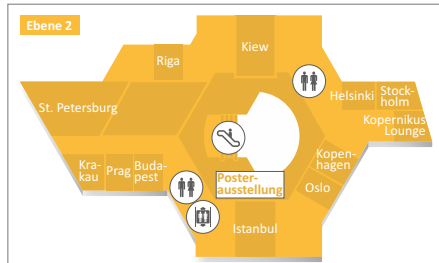 Ebene 2
Kiew
Riga
Helsinki
Stock-
holm
St. Petersburg
Kopernikus
Lounge
Kopen-
hagen
Kra-
kau
Prag
Buda-
pest
Oslo
Poster-
ausstellung
Istanbul